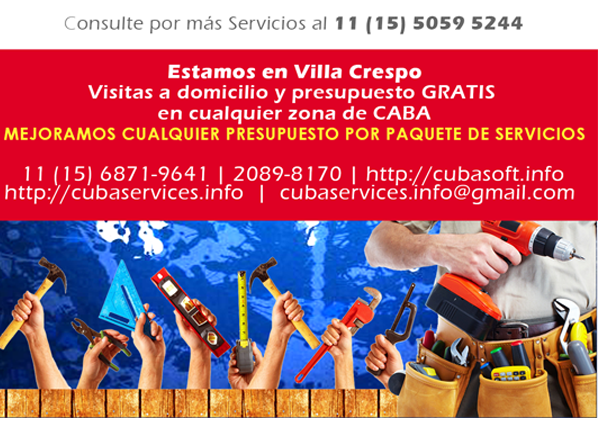 Consulte por más Servicios al 11 (15) 5059 5244
Estamos en Villa Crespo
Visitas a domicilio y presupuesto GRATIS
en cualquier zona de CABA
MEJORAMOS CUALQUIER PRESUPUESTO POR PAQUETE DE SERVICIOS
11 (15) 6871-9641 | 2089-8170 | http://cubasoft.info
http://cubaservices.info | cubaservices.info@gmail.com